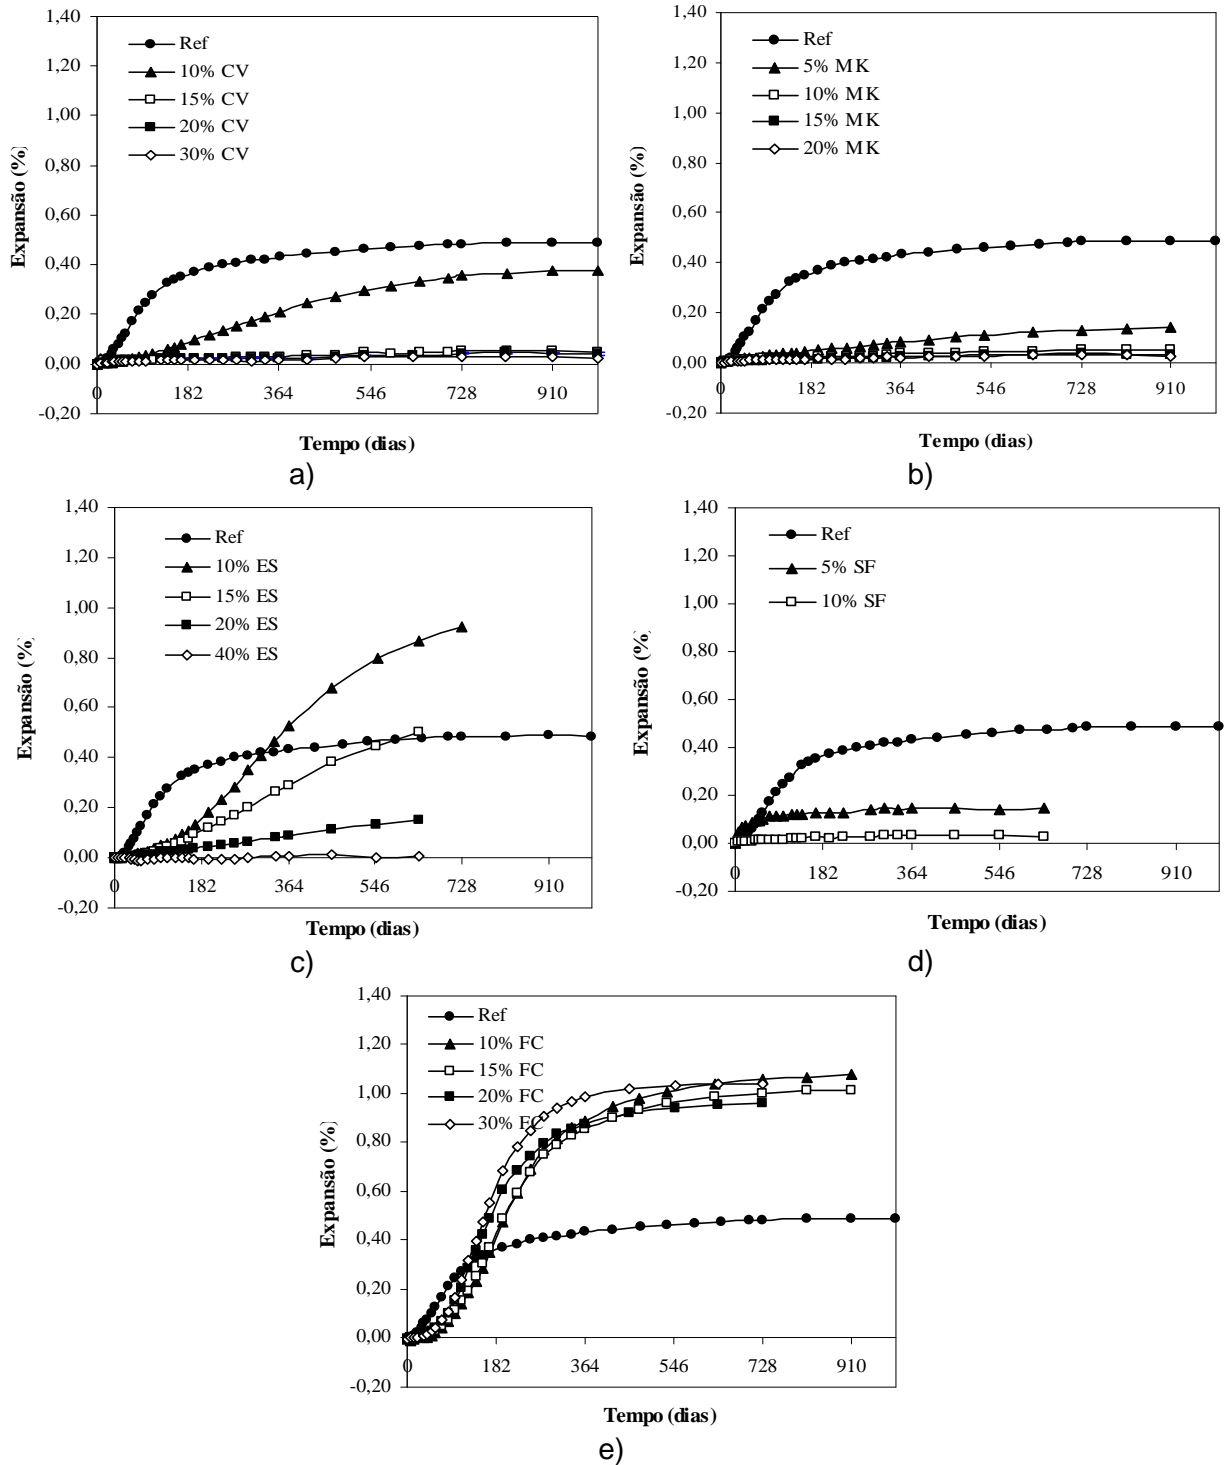 1,40
1,20
1,00
0,80
0,60
0,40
0,20
0,00
-0,20
0 182 364 546 728 910
Expansão (%)
Tempo (dias)
Ref
10% CV
15% CV
20% CV
30% CV
a)
1,40
1,20
1,00
0,80
0,60
0,40
0,20
0,00
-0,20
0 182 364 546 728 910
Expansão (%)
Tempo (dias)
Ref
5% MK
10% MK
15% MK
20% MK
b)
1,40
1,20
1,00
0,80
0,60
0,40
0,20
0,00
-0,20
0 182 364 546 728 910
Expansão (%)
Tempo (dias)
Ref
10% ES
15% ES
20% ES
40% ES
c)
1,40
1,20
1,00
0,80
0,60
0,40
0,20
0,00
-0,20
0 182 364 546 728 910
Expansão (%)
Tempo (dias)
Ref
5% SF
10% SF
d)
1,40
1,20
1,00
0,80
0,60
0,40
0,20
0,00
-0,20
0 182 364 546 728 910
Expansão (%)
Tempo (dias)
Ref
10% FC
15% FC
20% FC
30% FC
e)